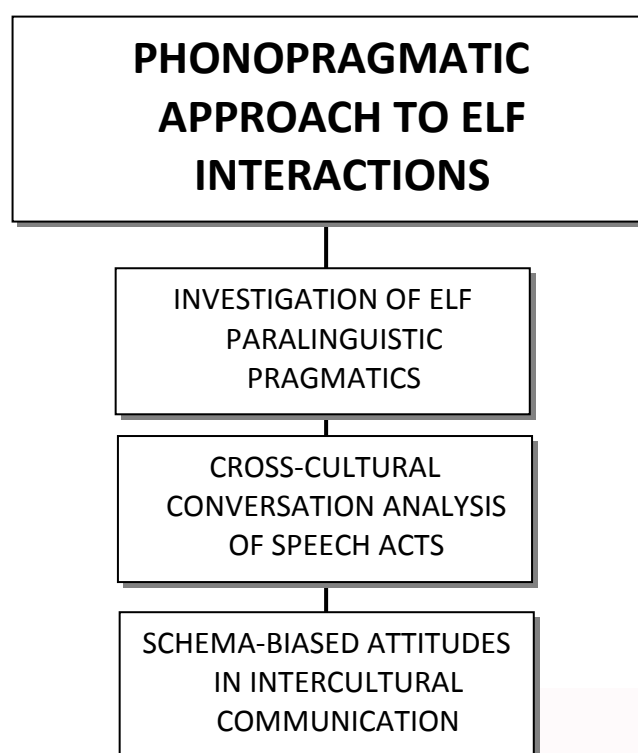 PHONOPRAGMATIC
APPROACH TO ELF
INTERACTIONS
INVESTIGATION OF ELF
PARALINGUISTIC
PRAGMATICS
CROSS-CULTURAL
CONVERSATION ANALYSIS
OF SPEECH ACTS
SCHEMA-BIASED ATTITUDES
IN INTERCULTURAL
COMMUNICATION